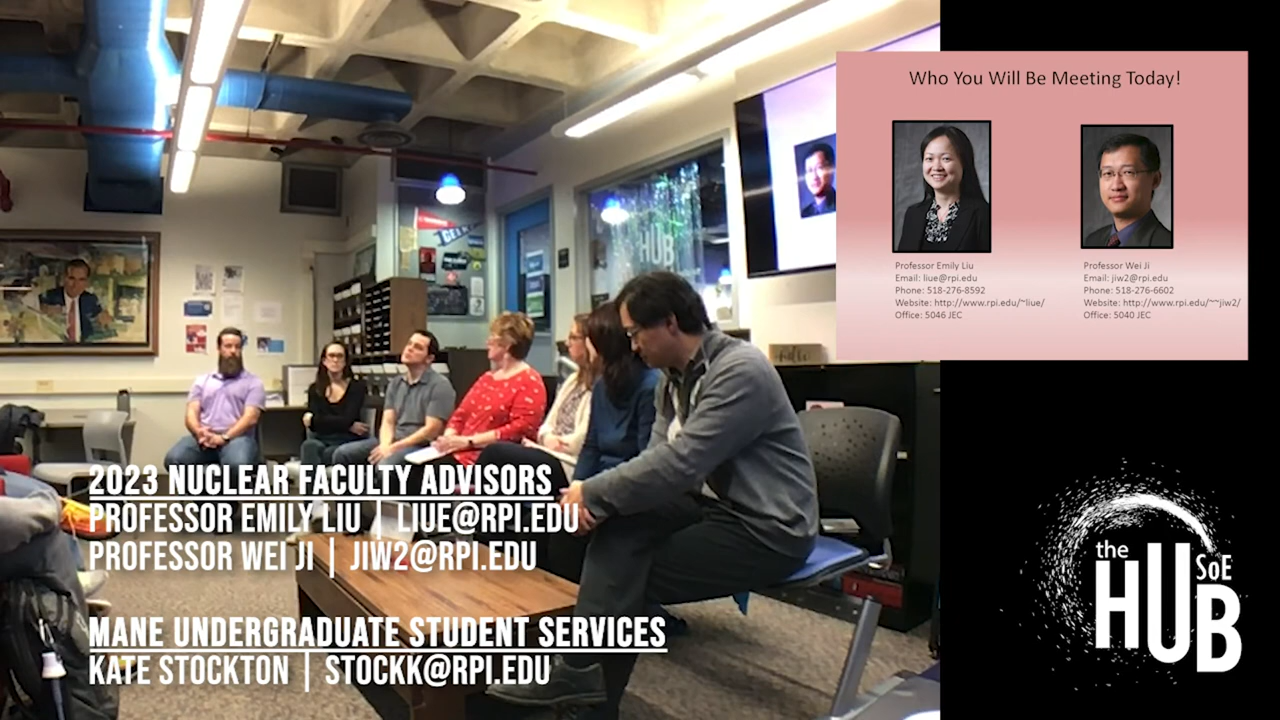 Who You Will Be Meeting Today!
Professor Emily Liu
Email: liue@rpi.edu
Phone: 518-276-8592
Website: http://www.rpi.edu/~liue/
Office: 5046 JEC
Professor Wei Ji
Email: jiw2@rpi.edu
Phone: 518-276-6602
Website: http://www.rpi.edu/~~jiw2/
Office: 5040 JEC
HUB
2023 NUCLEAR FACULTY ADVISORS
PROFESSOR EMILY LIU | LIUE@RPI.EDU
PROFESSOR WEI JI | JIW2@RPI.EDU
MANE UNDERGRADUATE STUDENT SERVICES
KATE STOCKTON | STOCKK@RPI.EDU
the
HUB
SoE